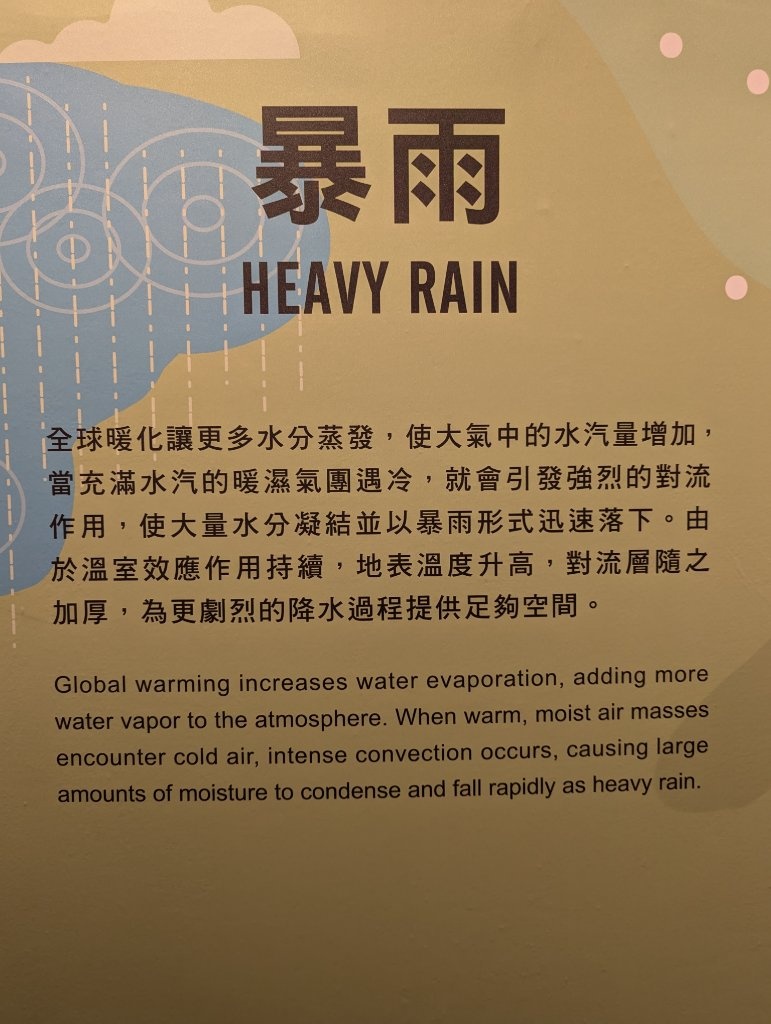 暴雨
HEAVY RAIN
全球暖化讓更多水分蒸發，使大氣中的水汽量增加，
當充滿水汽的暖濕氣團遇冷，就會引發強烈的對流
作用，使大量水分凝結並以暴雨形式迅速落下。由
於溫室效應作用持續，地表溫度升高，對流層隨之
加厚，為更劇烈的降水過程提供足夠空間。
Global warming increases water evaporation, adding more
water vapor to the atmosphere. When warm, moist air masses
encounter cold air, intense convection occurs, causing large
amounts of moisture to condense and fall rapidly as heavy rain.